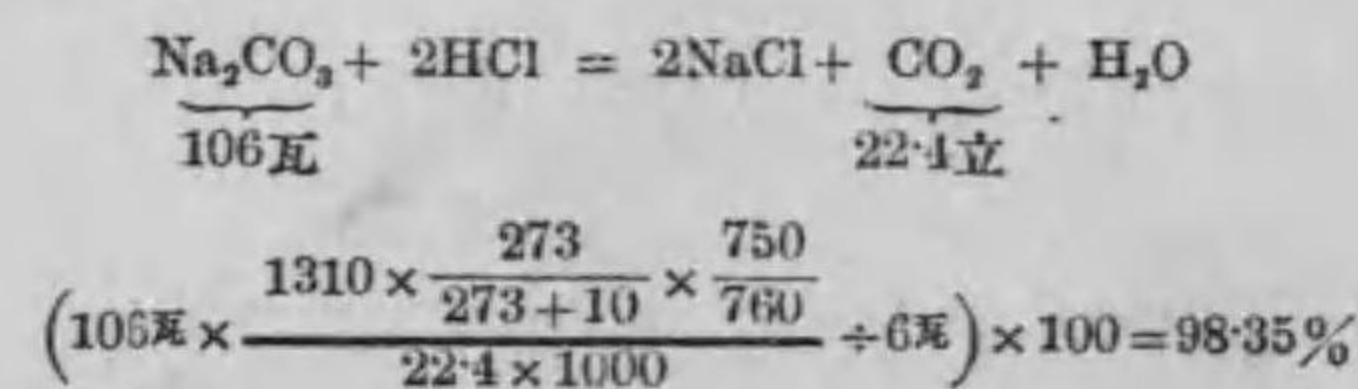 Na₂CO₃ + 2HCl = 2NaCl + CO₂ + H₂O
106瓦 22·4立
(106瓦 × (1310 × 273/(273+10) × 750/760)/(22·4 × 1000) ÷ 6瓦) × 100 = 98·35%